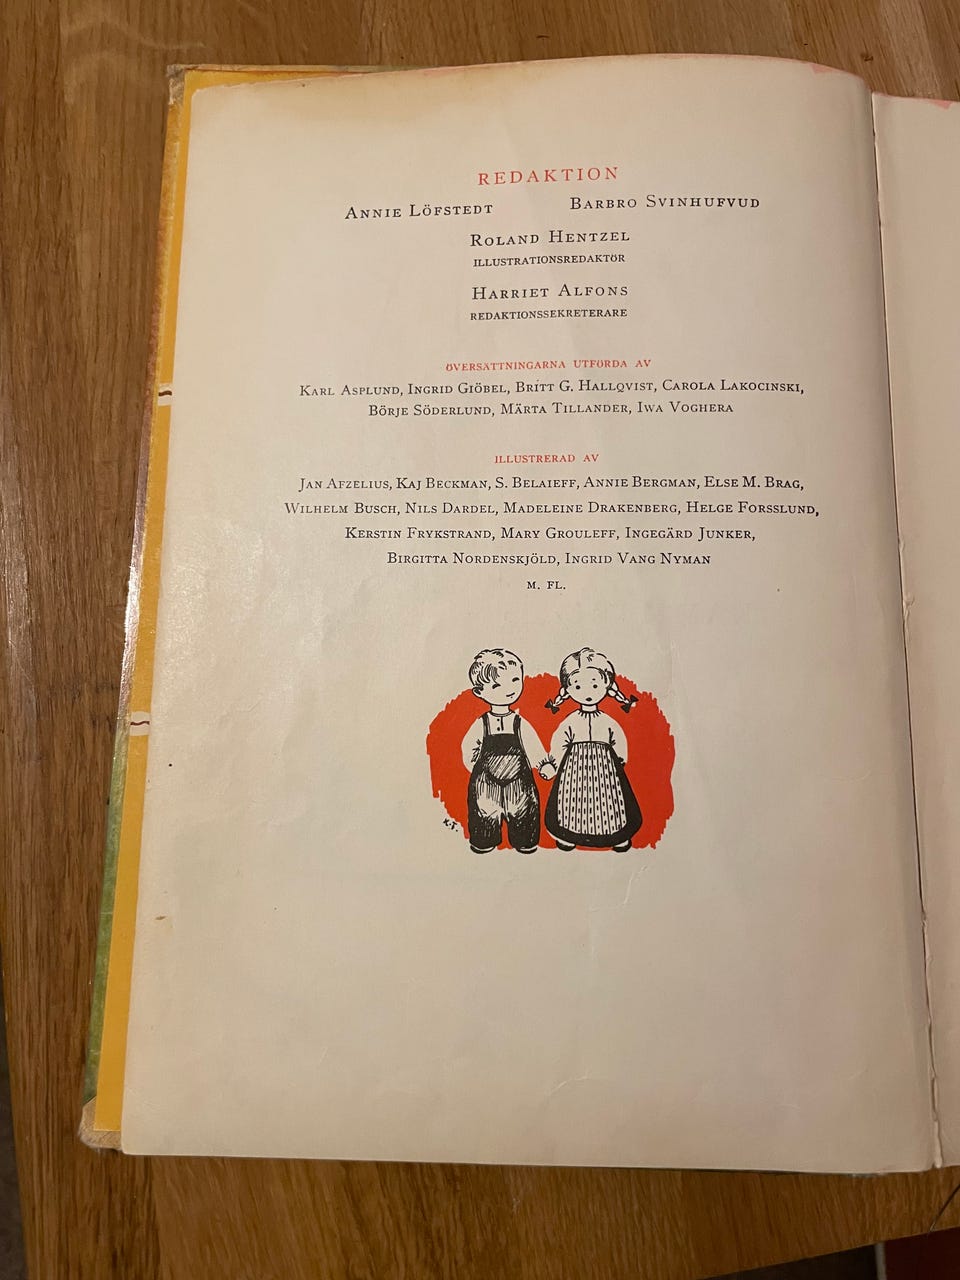 REDAKTION
ANNIE LÖFSTEDT BARBRO SVINHUFVUD
ROLAND HENTZEL
ILLUSTRATIONSREDAKTÖR
HARRIET ALFONS
REDAKTIONSSEKRETERARE
ÖVERSÄTTNINGARNA UTFÖRDA AV
KARL ASPLUND, INGRID GIÖBEL, BRITT G. HALLQVIST, CAROLA LAKOCINSKI,
BÖRJE SÖDERLUND, MÄRTA TILLANDER, IWA VOGHERA
ILLUSTRERAD AV
JAN AFZELIUS, KAJ BECKMAN, S. BELAIEFF, ANNIE BERGMAN, ELSE M. BRAG,
WILHELM BUSCH, NILS DARDEL, MADELEINE DRAKENBERG, HELGE FORSSLUND,
KERSTIN FRYKSTRAND, MARY GROULEFF, INGEGÄRD JUNKER,
BIRGITTA NORDENSKJÖLD, INGRID VANG NYMAN
M. FL.